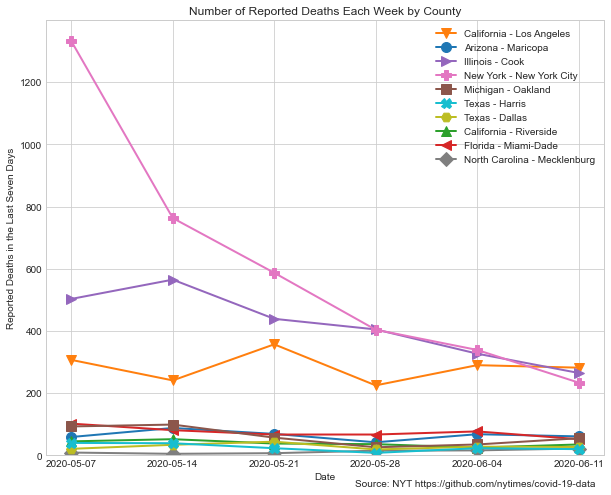 Number of Reported Deaths Each Week by County
California - Los Angeles
Arizona - Maricopa
Illinois - Cook
New York - New York City
Michigan - Oakland
Texas - Harris
Texas - Dallas
California - Riverside
Florida - Miami-Dade
North Carolina - Mecklenburg
Reported Deaths in the Last Seven Days
1200
1000
800
600
400
200
0
2020-05-07 2020-05-14 2020-05-21 2020-05-28 2020-06-04 2020-06-11
Date
Source: NYT https://github.com/nytimes/covid-19-data